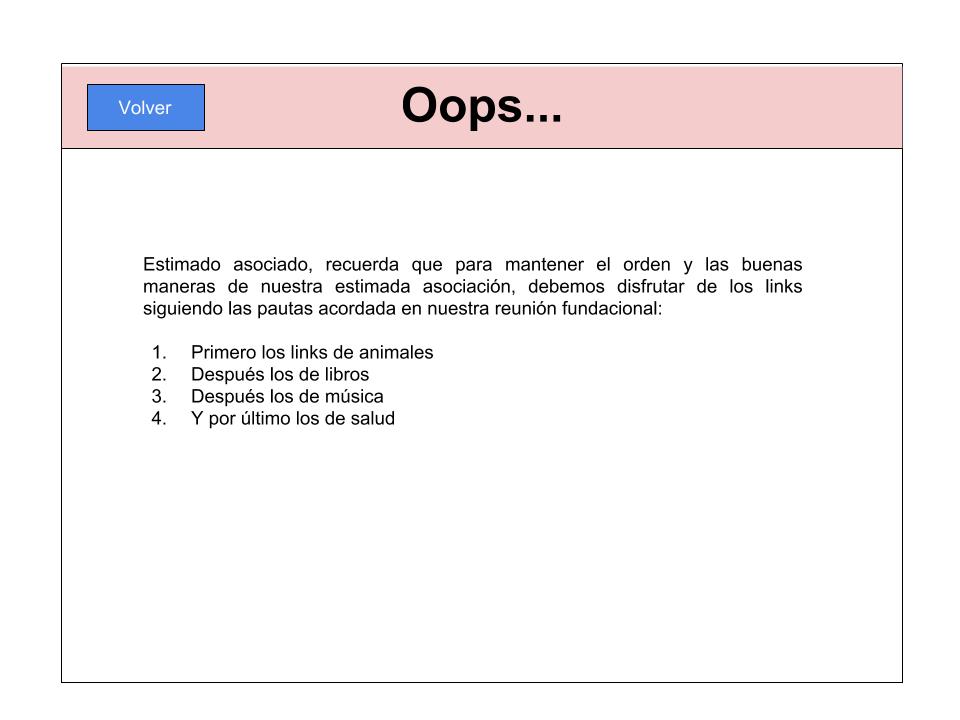 Volver
Oops...
Estimado asociado, recuerda que para mantener el orden y las buenas
maneras de nuestra estimada asociación, debemos disfrutar de los links
siguiendo las pautas acordada en nuestra reunión fundacional:
1. Primero los links de animales
2. Después los de libros
3. Después los de música
4. Y por último los de salud